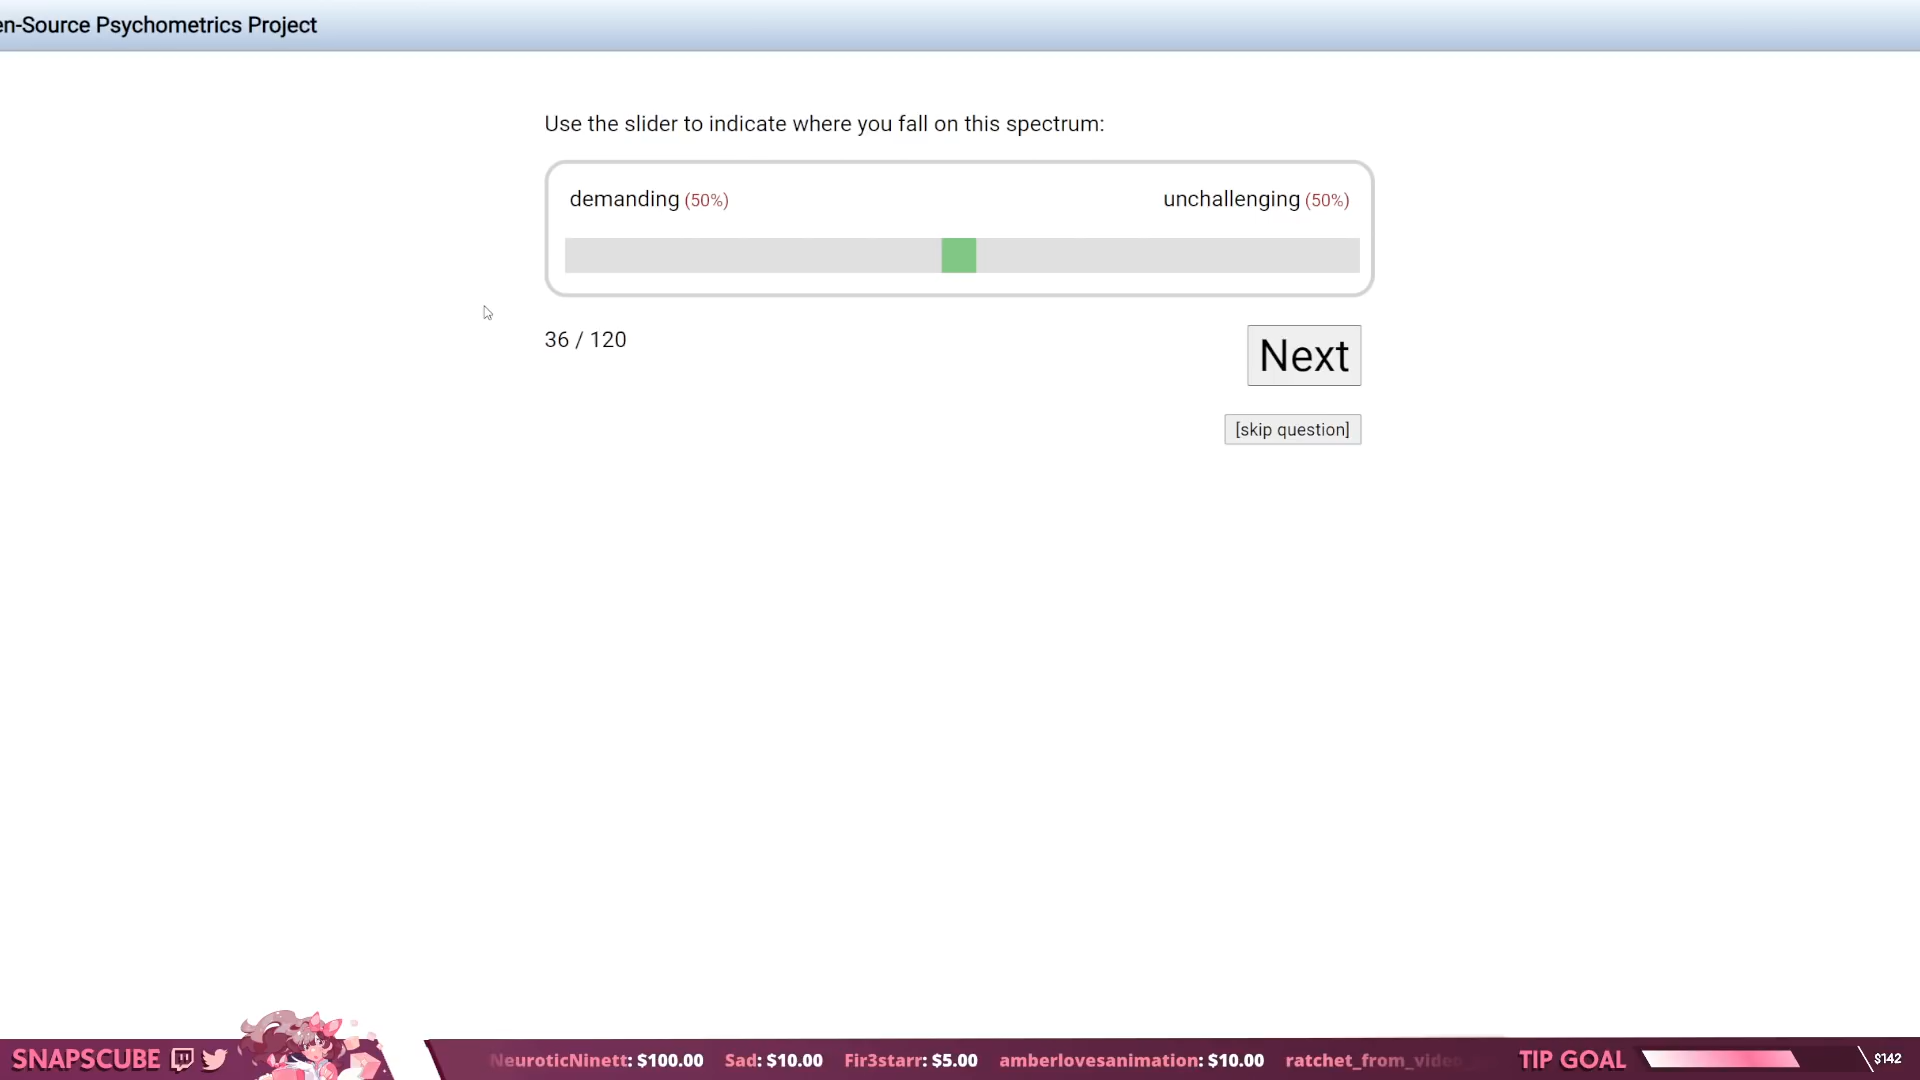 en-Source Psychometrics Project
Use the slider to indicate where you fall on this spectrum:
demanding (50%) unchallenging (50%)
36 / 120
Next
[skip question]
SNAPSCUBE NeuroticNinett: $100.00 Sad: $10.00 Fir3starr: $5.00 amberlovesanimation: $10.00 ratchet_from_video TIP GOAL $142